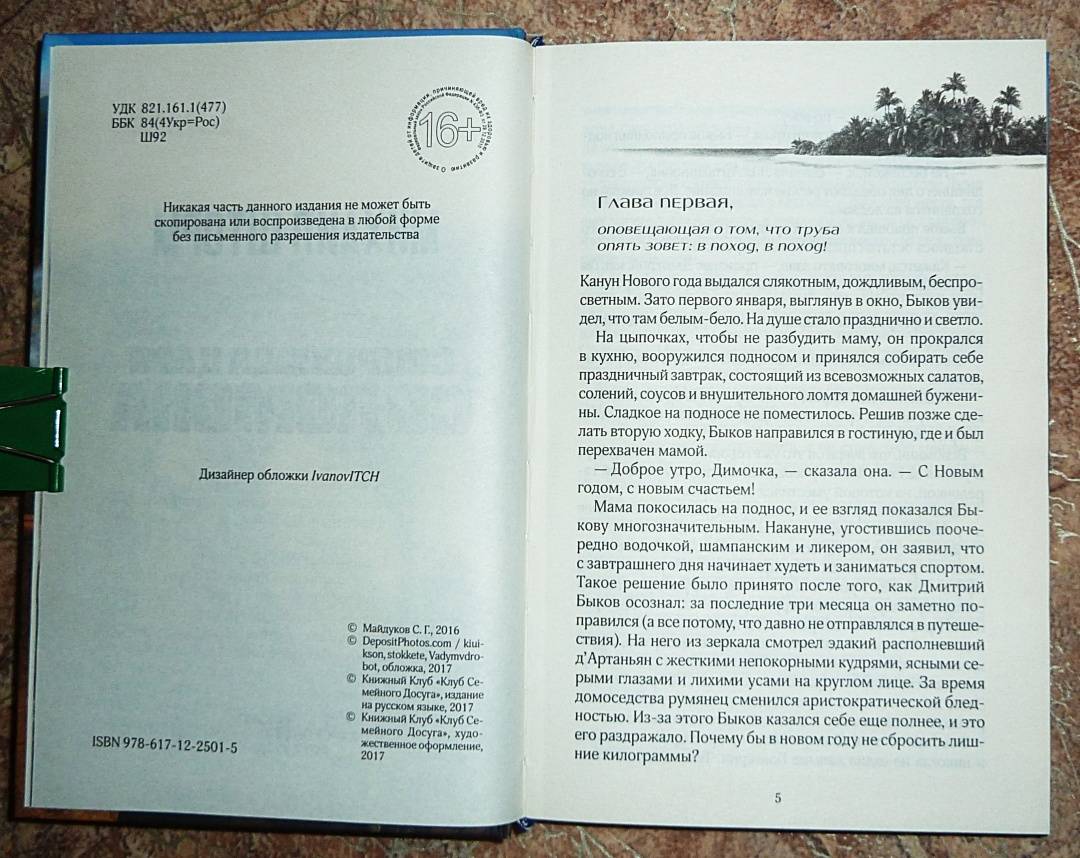 УДК 821.161.1(477)
ББК 84(4Укр=Рос)
Ш92
16+
Никакая часть данного издания не может быть
скопирована или воспроизведена в любой форме
без письменного разрешения издательства
Дизайнер обложки IvanovITCH
© Майдуков С. Г., 2016
© DepositPhotos.com / kiui-
kson, stokkete, Vadymvdro-
bot, обложка, 2017
© Книжный Клуб «Клуб Се-
мейного Досуга», издание
на русском языке, 2017
© Книжный Клуб «Клуб Се-
мейного Досуга», худо-
жественное оформление,
2017
ISBN 978-617-12-2501-5
Глава первая,
оповещающая о том, что труба
опять зовет: в поход, в поход!
Канун Нового года выдался слякотным, дождливым, беспро-
светным. Зато первого января, выглянув в окно, Быков уви-
дел, что там белым-бело. На душе стало празднично и светло.
На цыпочках, чтобы не разбудить маму, он прокрался
в кухню, вооружился подносом и принялся собирать себе
праздничный завтрак, состоящий из всевозможных салатов,
солений, соусов и внушительного ломтя домашней бужени-
ны. Сладкое на подносе не поместилось. Решив позже сде-
лать вторую ходку, Быков направился в гостиную, где и был
перехвачен мамой.
— Доброе утро, Димочка, — сказала она. — С Новым
годом, с новым счастьем!
Мама покосилась на поднос, и ее взгляд показался Бы-
кову многозначительным. Накануне, угостившись пооче-
редно водочкой, шампанским и ликером, он заявил, что
с завтрашнего дня начинает худеть и заниматься спортом.
Такое решение было принято после того, как Дмитрий
Быков осознал: за последние три месяца он заметно по-
правился (а все потому, что давно не отправлялся в путеше-
ствия). На него из зеркала смотрел эдакий располневший
д’Артаньян с жесткими непокорными кудрями, ясными се-
рыми глазами и лихими усами на круглом лице. За время
домоседства румянец сменился аристократической блед-
ностью. Из-за этого Быков казался себе еще полнее, и это
его раздражало. Почему бы в новом году не сбросить лиш-
ние килограммы?
5